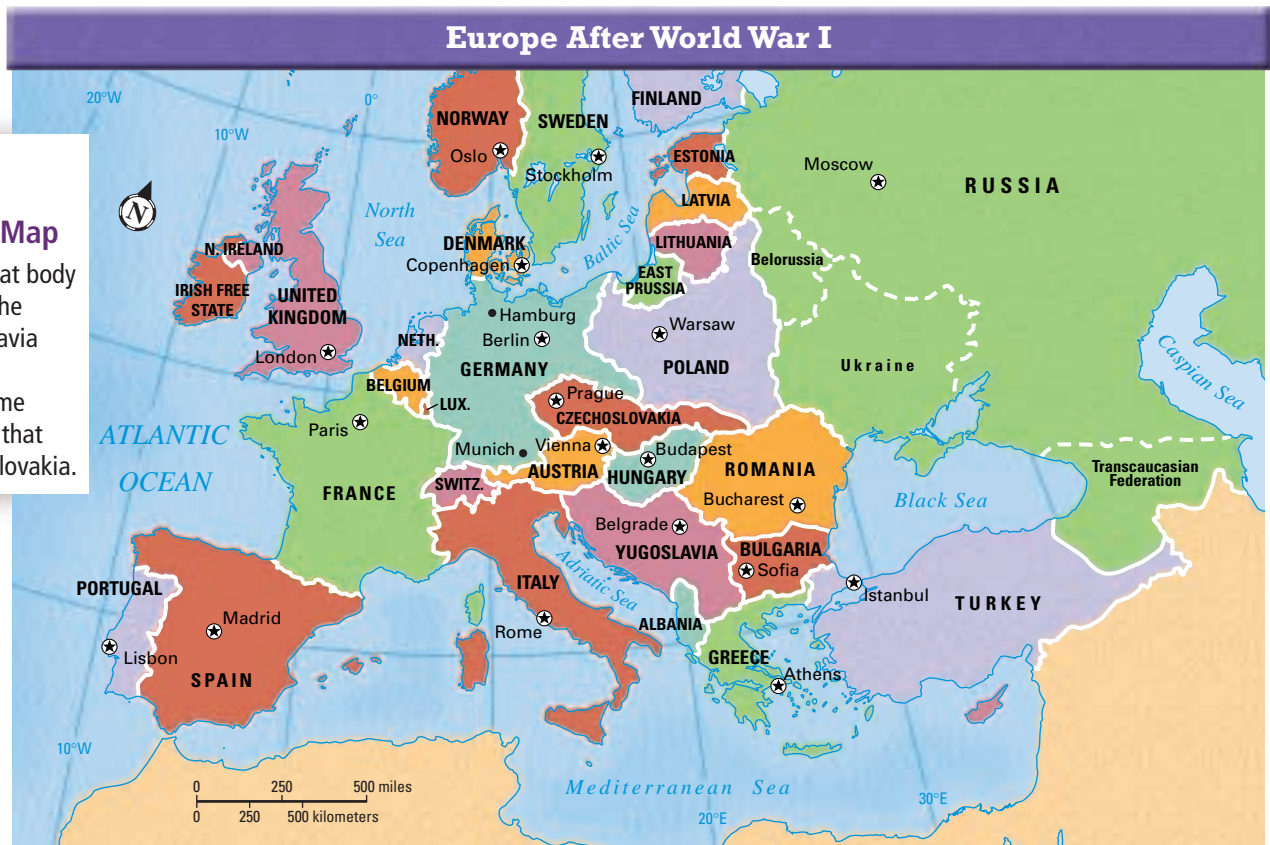 Europe After World War I
Map
at body
he
avia
me
that
lovakia.
20°W
10°W
0°
N
North
Sea
NORWAY
Oslo
SWEDEN
Stockholm
FINLAND
ESTONIA
Moscow
RUSSIA
LATVIA
Baltic Sea
LITHUANIA
Belorussia
DENMARK
Copenhagen
EAST
PRUSSIA
N. IRELAND
IRISH FREE
STATE
UNITED
KINGDOM
London
Hamburg
Berlin
NETH.
GERMANY
Warsaw
POLAND
Ukraine
Caspian Sea
BELGIUM
LUX.
Prague
CZECHOSLOVAKIA
Paris
ATLANTIC
OCEAN
Munich
Vienna
AUSTRIA
Budapest
HUNGARY
ROMANIA
Bucharest
Transcaucasian
Federation
FRANCE
SWITZ.
Black Sea
Belgrade
YUGOSLAVIA
BULGARIA
Sofia
Adriatic Sea
PORTUGAL
ITALY
Istanbul
TURKEY
Madrid
Rome
ALBANIA
Lisbon
SPAIN
GREECE
Athens
10°W
0 250 500 miles
0 250 500 kilometers
Mediterranean Sea
20°E
30°E